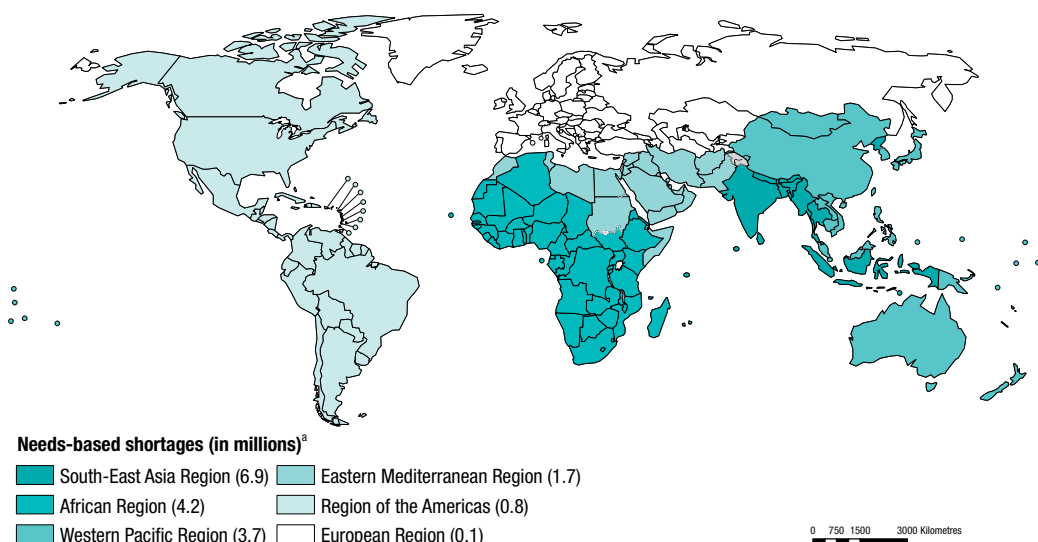 Needs-based shortages (in millions)ᵃ
South-East Asia Region (6.9)
African Region (4.2)
Western Pacific Region (3.7)
Eastern Mediterranean Region (1.7)
Region of the Americas (0.8)
European Region (0.1)
0 750 1500 3000 Kilometres